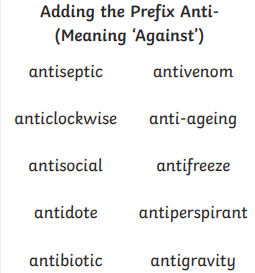 Adding the Prefix Anti-
(Meaning ‘Against’)
antiseptic antivenom
anticlockwise anti-ageing
antisocial antifreeze
antidote antiperspirant
antibiotic antigravity